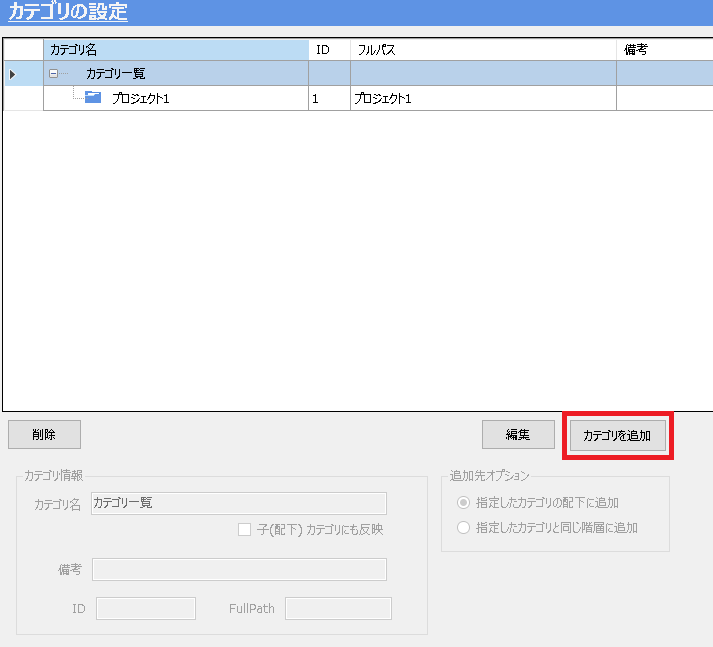 カテゴリの設定
カテゴリ名 ID フルパス 備考
カテゴリ一覧
プロジェクト1 1 プロジェクト1
削除 編集 カテゴリを追加
カテゴリ情報
カテゴリ名 カテゴリ一覧
子(配下) カテゴリにも反映
備考
ID FullPath
追加先オプション
指定したカテゴリの配下に追加
指定したカテゴリと同じ階層に追加